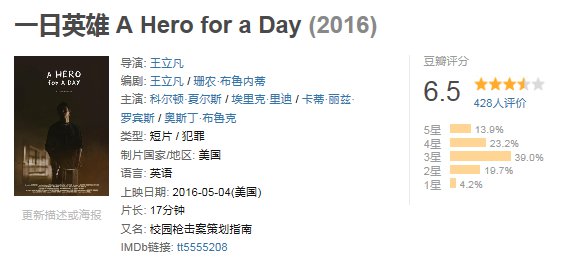 一日英雄 A Hero for a Day (2016)
A HERO
for A DAY
导演: 王立凡
编剧: 王立凡 / 珊农·布鲁内蒂
主演: 科尔顿·夏尔斯 / 埃里克·里迪 / 卡蒂·丽兹·
罗宾斯 / 奥斯丁·布鲁克
类型: 短片 / 犯罪
制片国家/地区: 美国
语言: 英语
上映日期: 2016-05-04(美国)
片长: 17分钟
又名: 校园枪击案策划指南
IMDb链接: tt5555208
更新描述或海报
豆瓣评分
6.5
428人评价
5星 13.9%
4星 23.2%
3星 39.0%
2星 19.7%
1星 4.2%